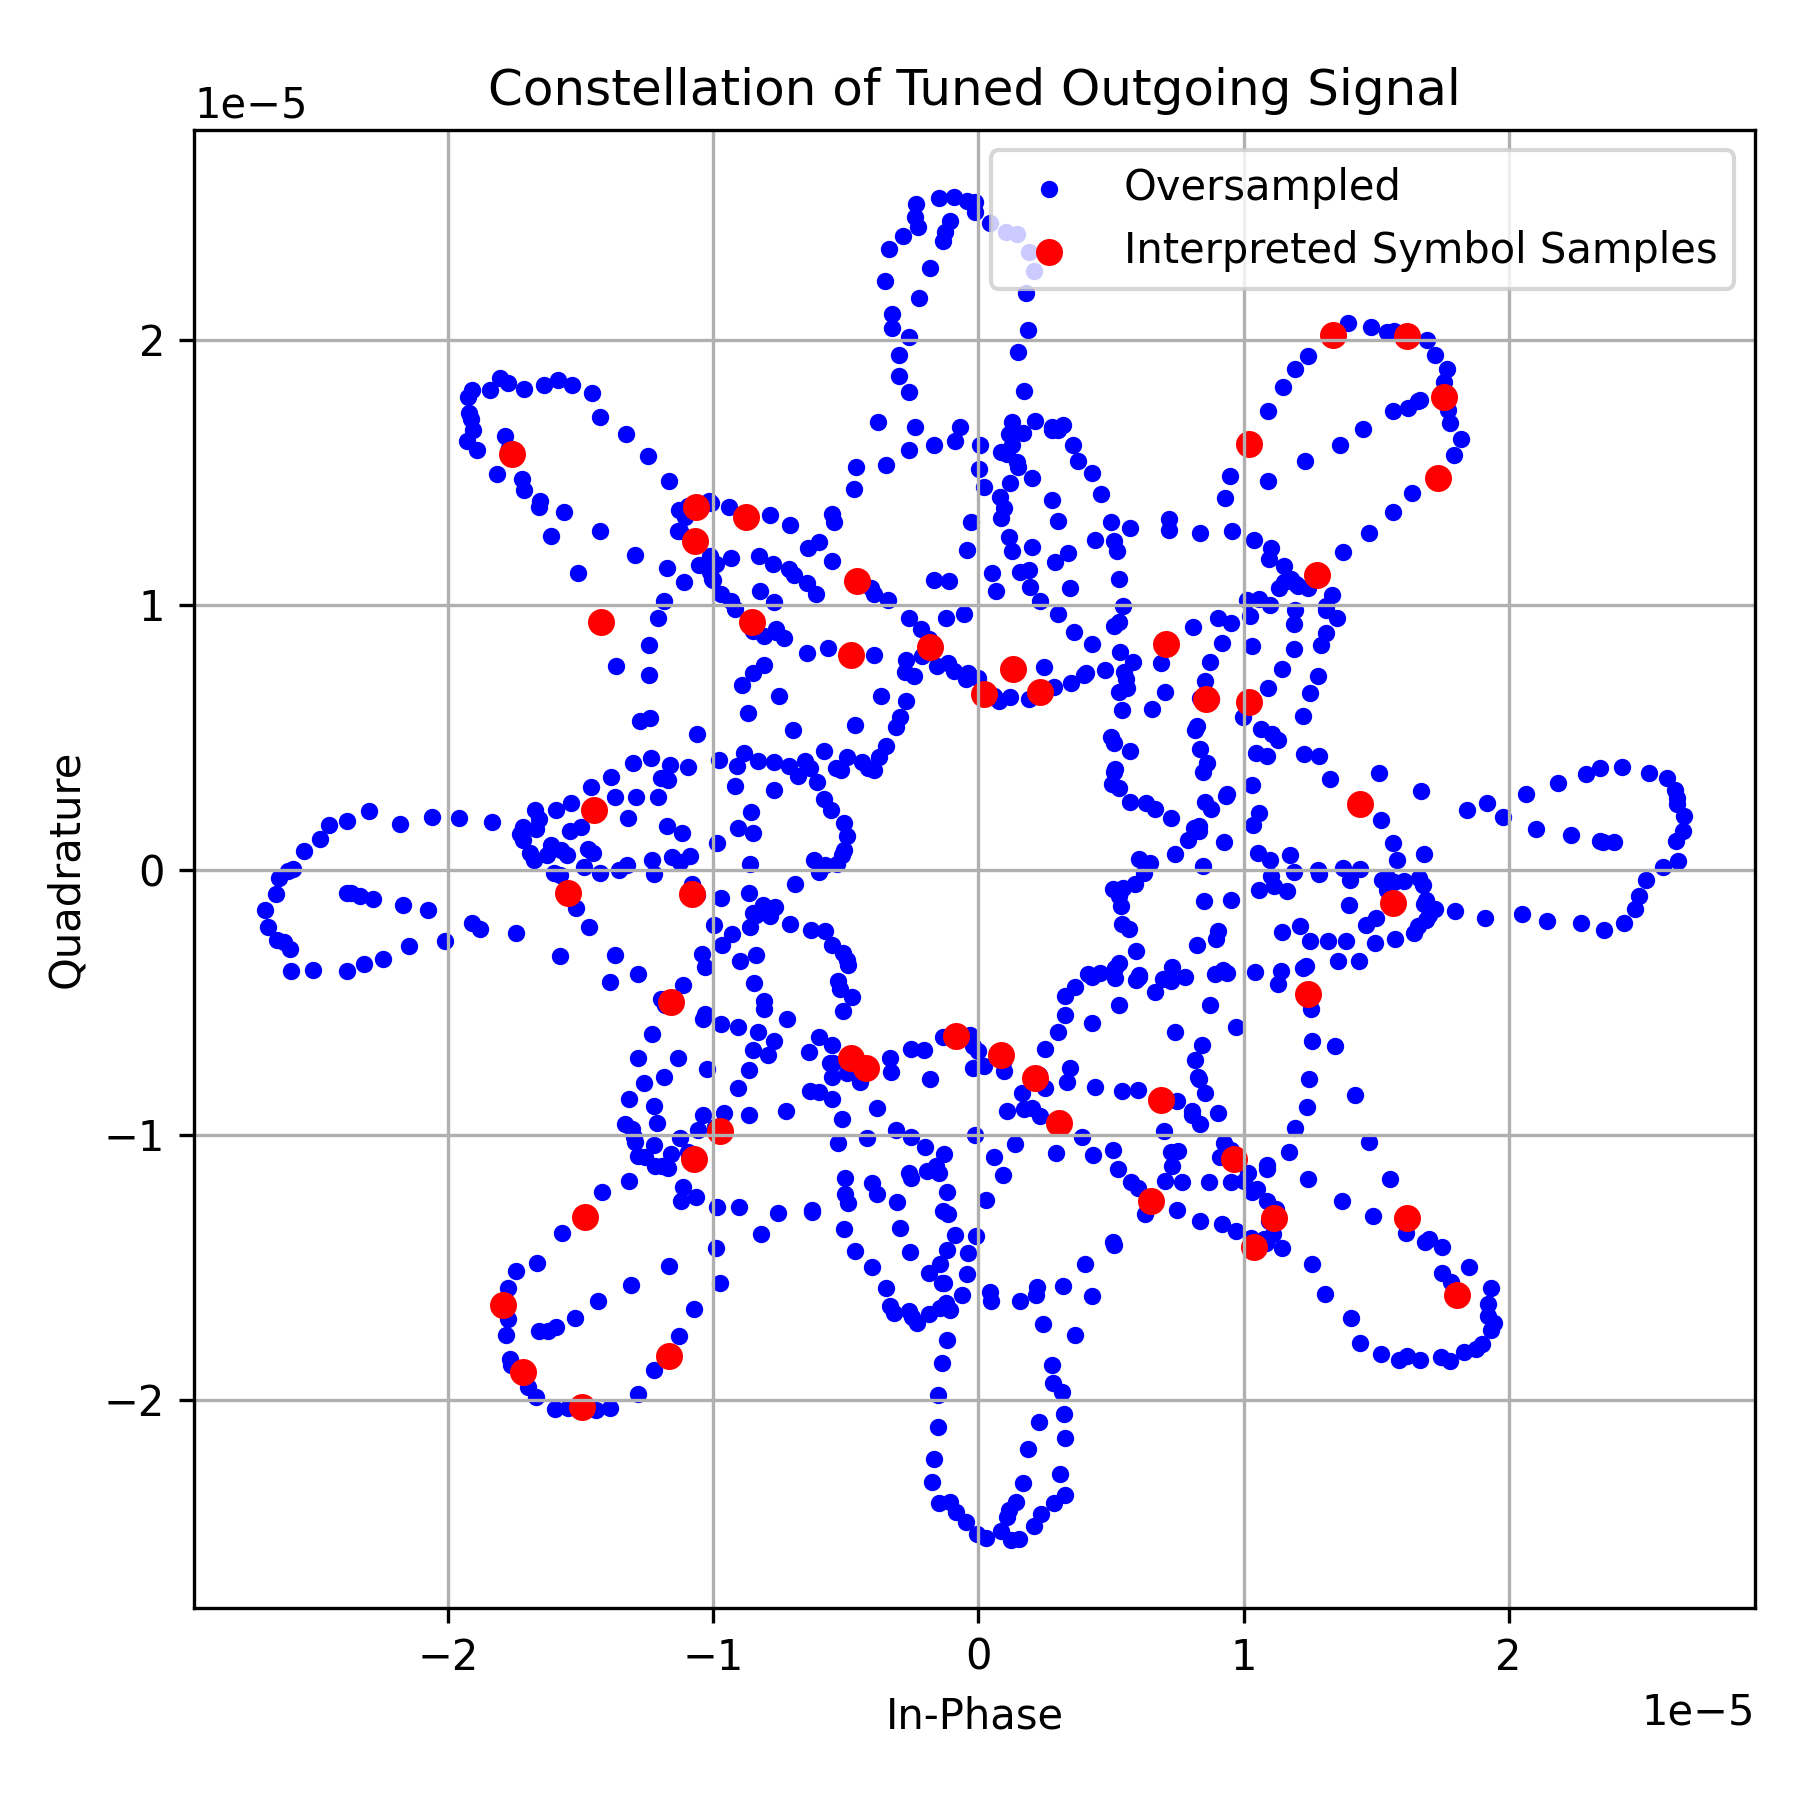 Constellation of Tuned Outgoing Signal
1e−5
Oversampled
Interpreted Symbol Samples
2
1
0
−1
−2
Quadrature
−2
−1
0
1
2
In-Phase
1e−5